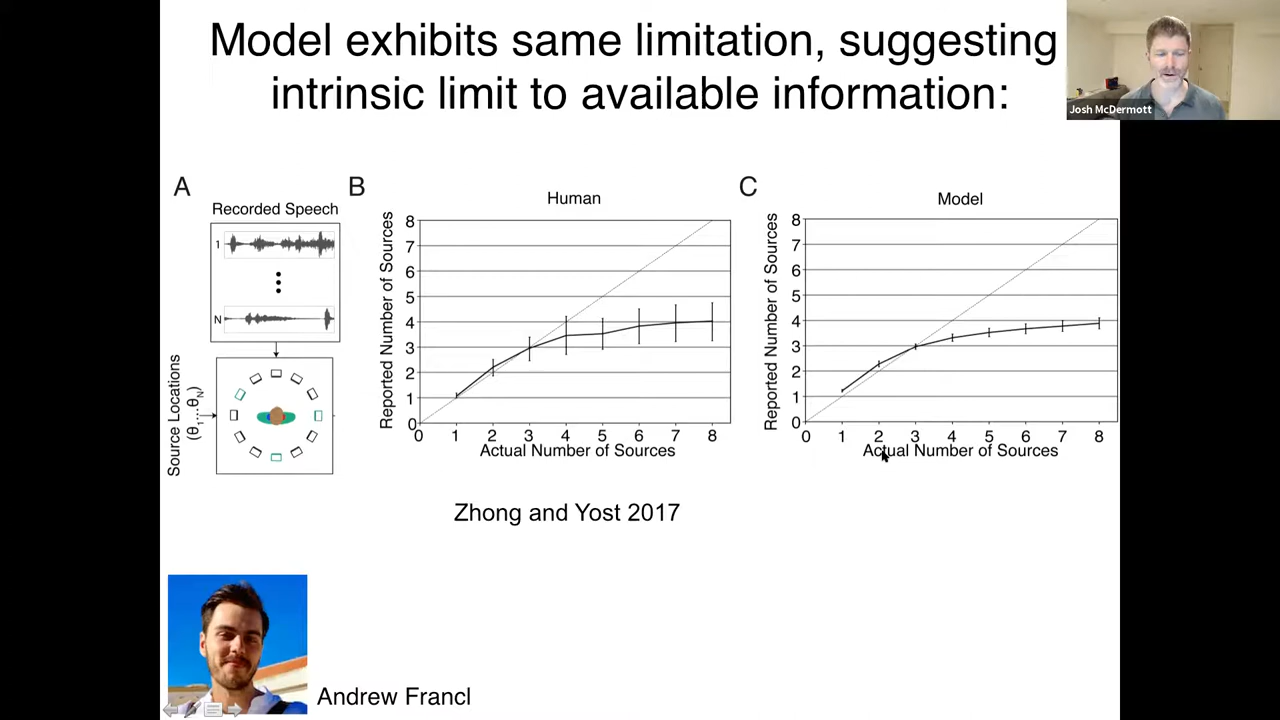 Model exhibits same limitation, suggesting
intrinsic limit to available information:
Josh McDermott
A
Recorded Speech
1
N
Source Locations
(θ₁...θN)
B
Human
Reported Number of Sources
8
7
6
5
4
3
2
1
0
0 1 2 3 4 5 6 7 8
Actual Number of Sources
C
Model
Reported Number of Sources
8
7
6
5
4
3
2
1
0
0 1 2 3 4 5 6 7 8
Actual Number of Sources
Zhong and Yost 2017
Andrew Francl